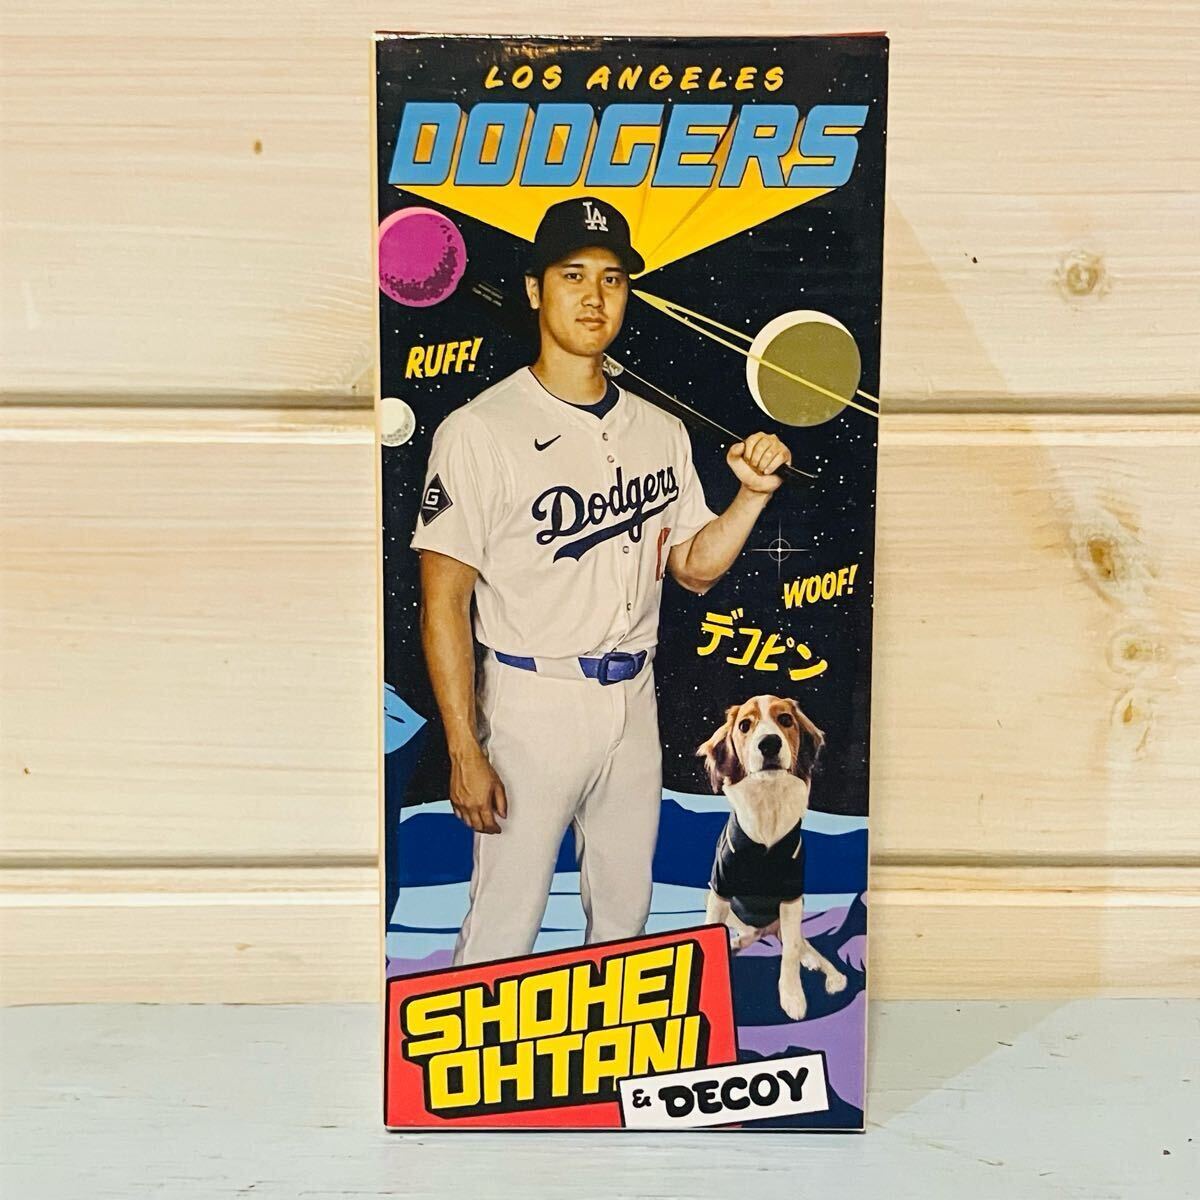 LOS ANGELES
DODGERS
LA
RUFF!
Dodgers
G
WOOF!
デコピン
SHOHEI
OHTANI
& DECOY